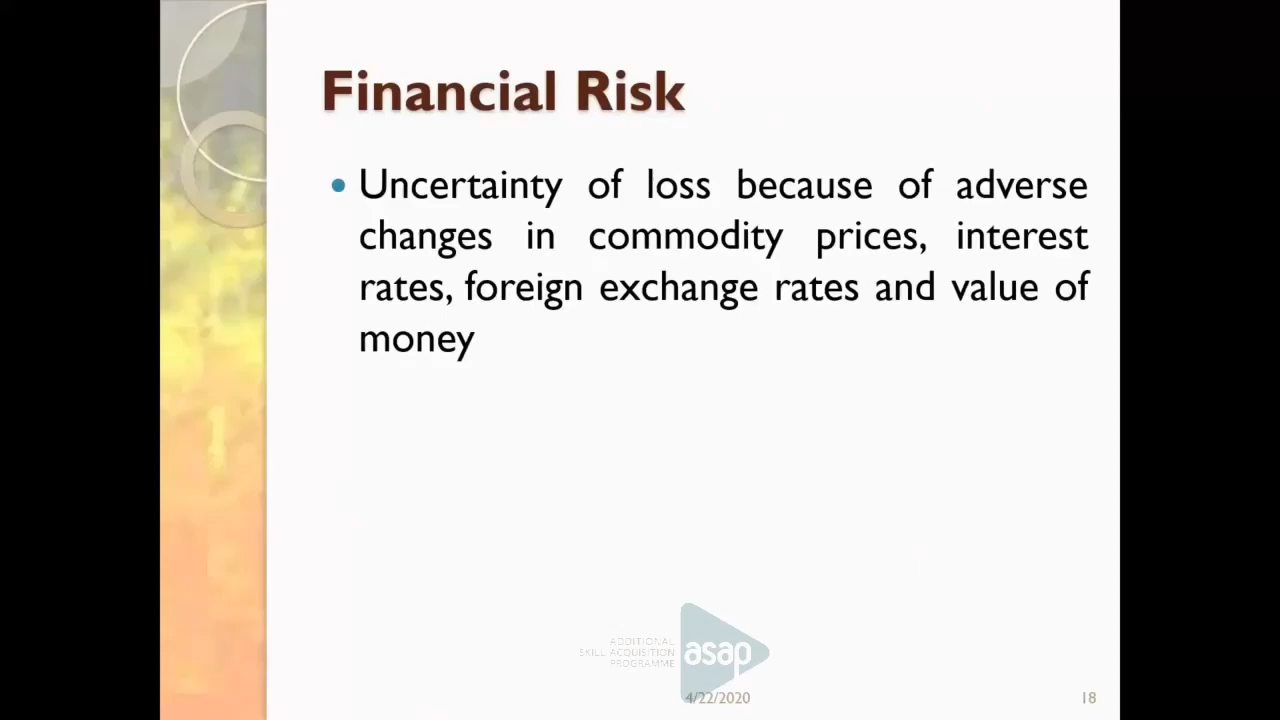 Financial Risk
• Uncertainty of loss because of adverse
changes in commodity prices, interest
rates, foreign exchange rates and value of
money
ADDITIONAL
SKILL ACQUISITION
PROGRAMME
asap
4/22/2020
18